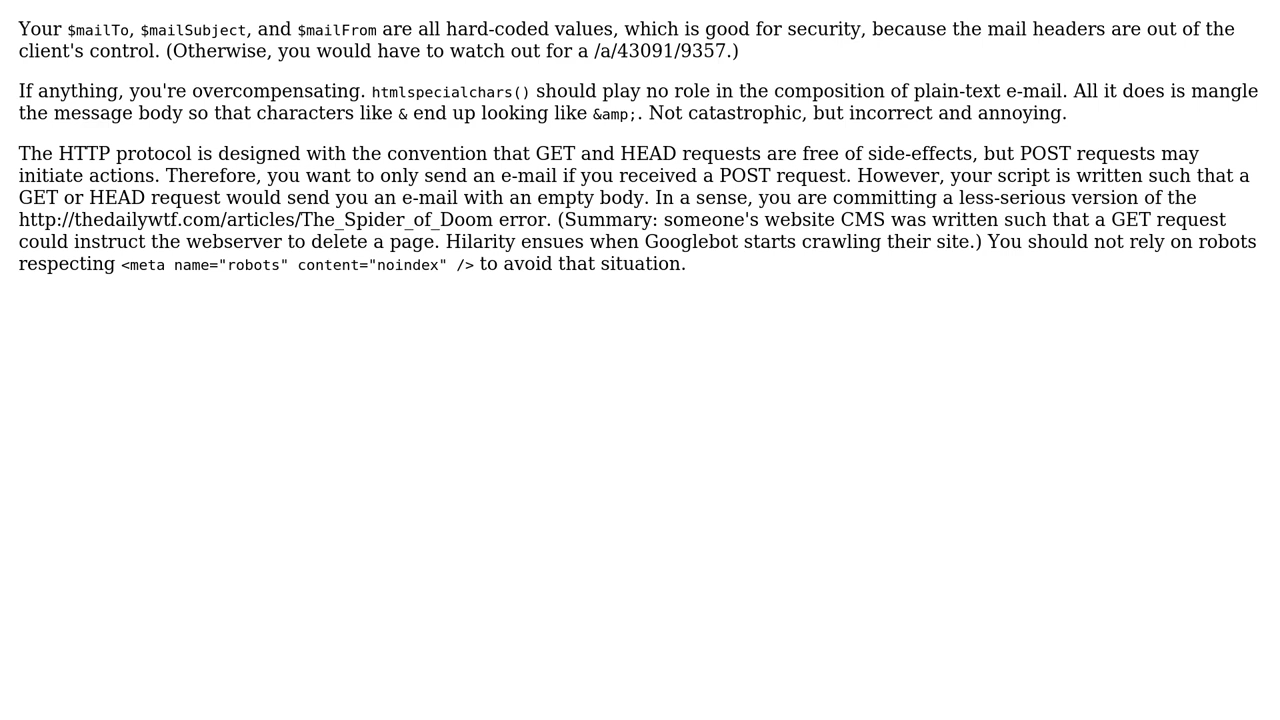 Your $mailTo, $mailSubject, and $mailFrom are all hard-coded values, which is good for security, because the mail headers are out of the
client's control. (Otherwise, you would have to watch out for a /a/43091/9357.)
If anything, you're overcompensating. htmlspecialchars() should play no role in the composition of plain-text e-mail. All it does is mangle
the message body so that characters like & end up looking like &amp;. Not catastrophic, but incorrect and annoying.
The HTTP protocol is designed with the convention that GET and HEAD requests are free of side-effects, but POST requests may
initiate actions. Therefore, you want to only send an e-mail if you received a POST request. However, your script is written such that a
GET or HEAD request would send you an e-mail with an empty body. In a sense, you are committing a less-serious version of the
http://thedailywtf.com/articles/The_Spider_of_Doom error. (Summary: someone's website CMS was written such that a GET request
could instruct the webserver to delete a page. Hilarity ensues when Googlebot starts crawling their site.) You should not rely on robots
respecting <meta name="robots" content="noindex" /> to avoid that situation.